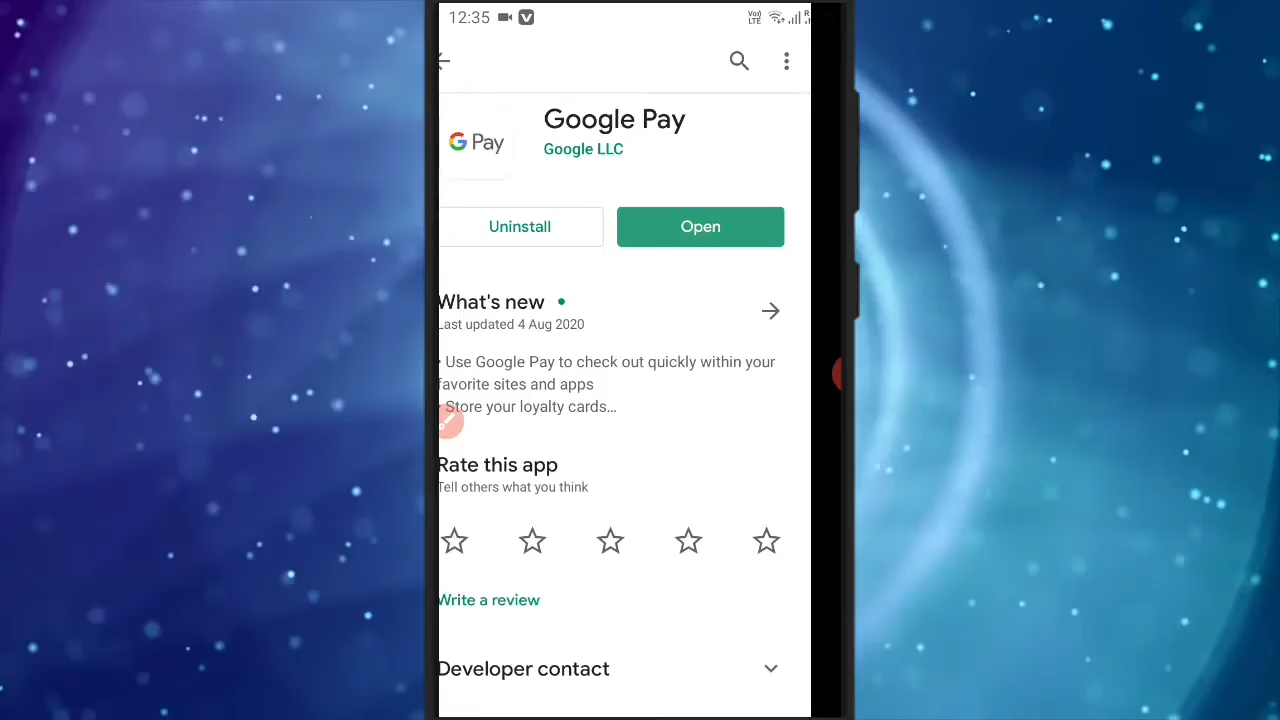 12:35
Vo) LTE R
Google Pay
G Pay
Google LLC
Uninstall
Open
What's new
Last updated 4 Aug 2020
• Use Google Pay to check out quickly within your
favorite sites and apps
Store your loyalty cards...
Rate this app
Tell others what you think
Write a review
Developer contact